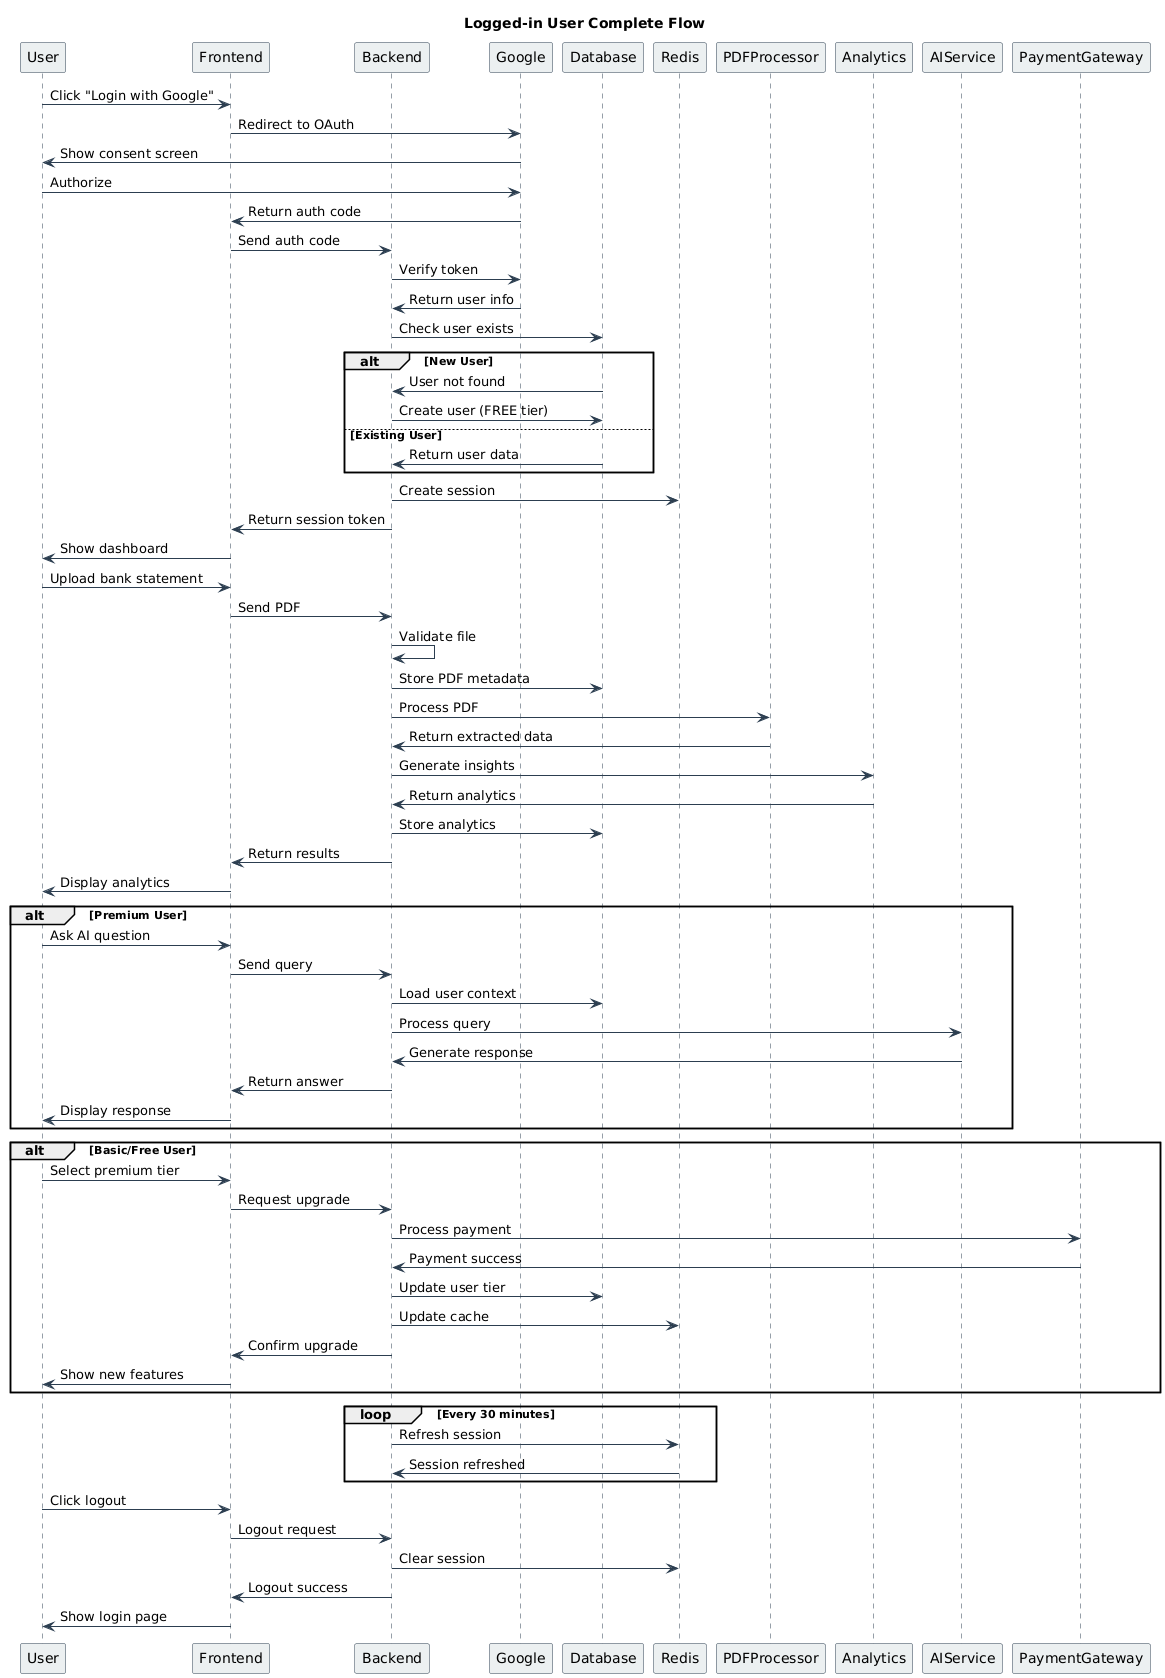 Logged-in User Complete Flow
User Frontend Backend Google Database Redis PDFProcessor Analytics AIService PaymentGateway
Click "Login with Google"
Redirect to OAuth
Show consent screen
Authorize
Return auth code
Send auth code
Verify token
Return user info
Check user exists
alt [New User]
User not found
Create user (FREE tier)
[Existing User]
Return user data
Create session
Return session token
Show dashboard
Upload bank statement
Send PDF
Validate file
Store PDF metadata
Process PDF
Return extracted data
Generate insights
Return analytics
Store analytics
Return results
Display analytics
alt [Premium User]
Ask AI question
Send query
Load user context
Process query
Generate response
Return answer
Display response
alt [Basic/Free User]
Select premium tier
Request upgrade
Process payment
Payment success
Update user tier
Update cache
Confirm upgrade
Show new features
loop [Every 30 minutes]
Refresh session
Session refreshed
Click logout
Logout request
Clear session
Logout success
Show login page
User Frontend Backend Google Database Redis PDFProcessor Analytics AIService PaymentGateway